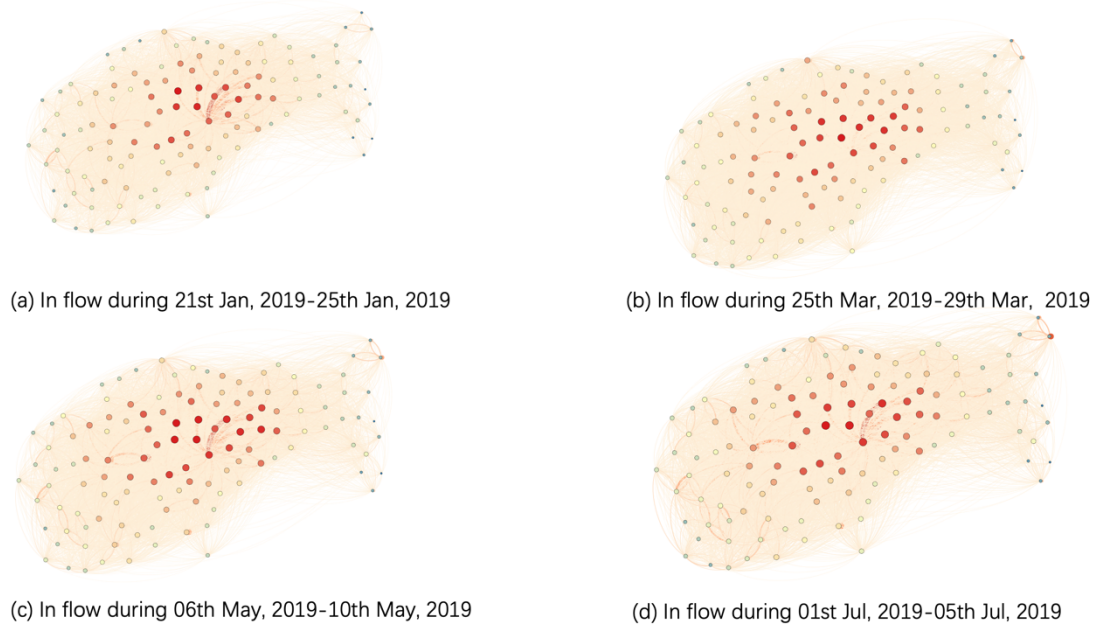 (a) In flow during 21st Jan, 2019-25th Jan, 2019
(b) In flow during 25th Mar, 2019-29th Mar, 2019
(c) In flow during 06th May, 2019-10th May, 2019
(d) In flow during 01st Jul, 2019-05th Jul, 2019